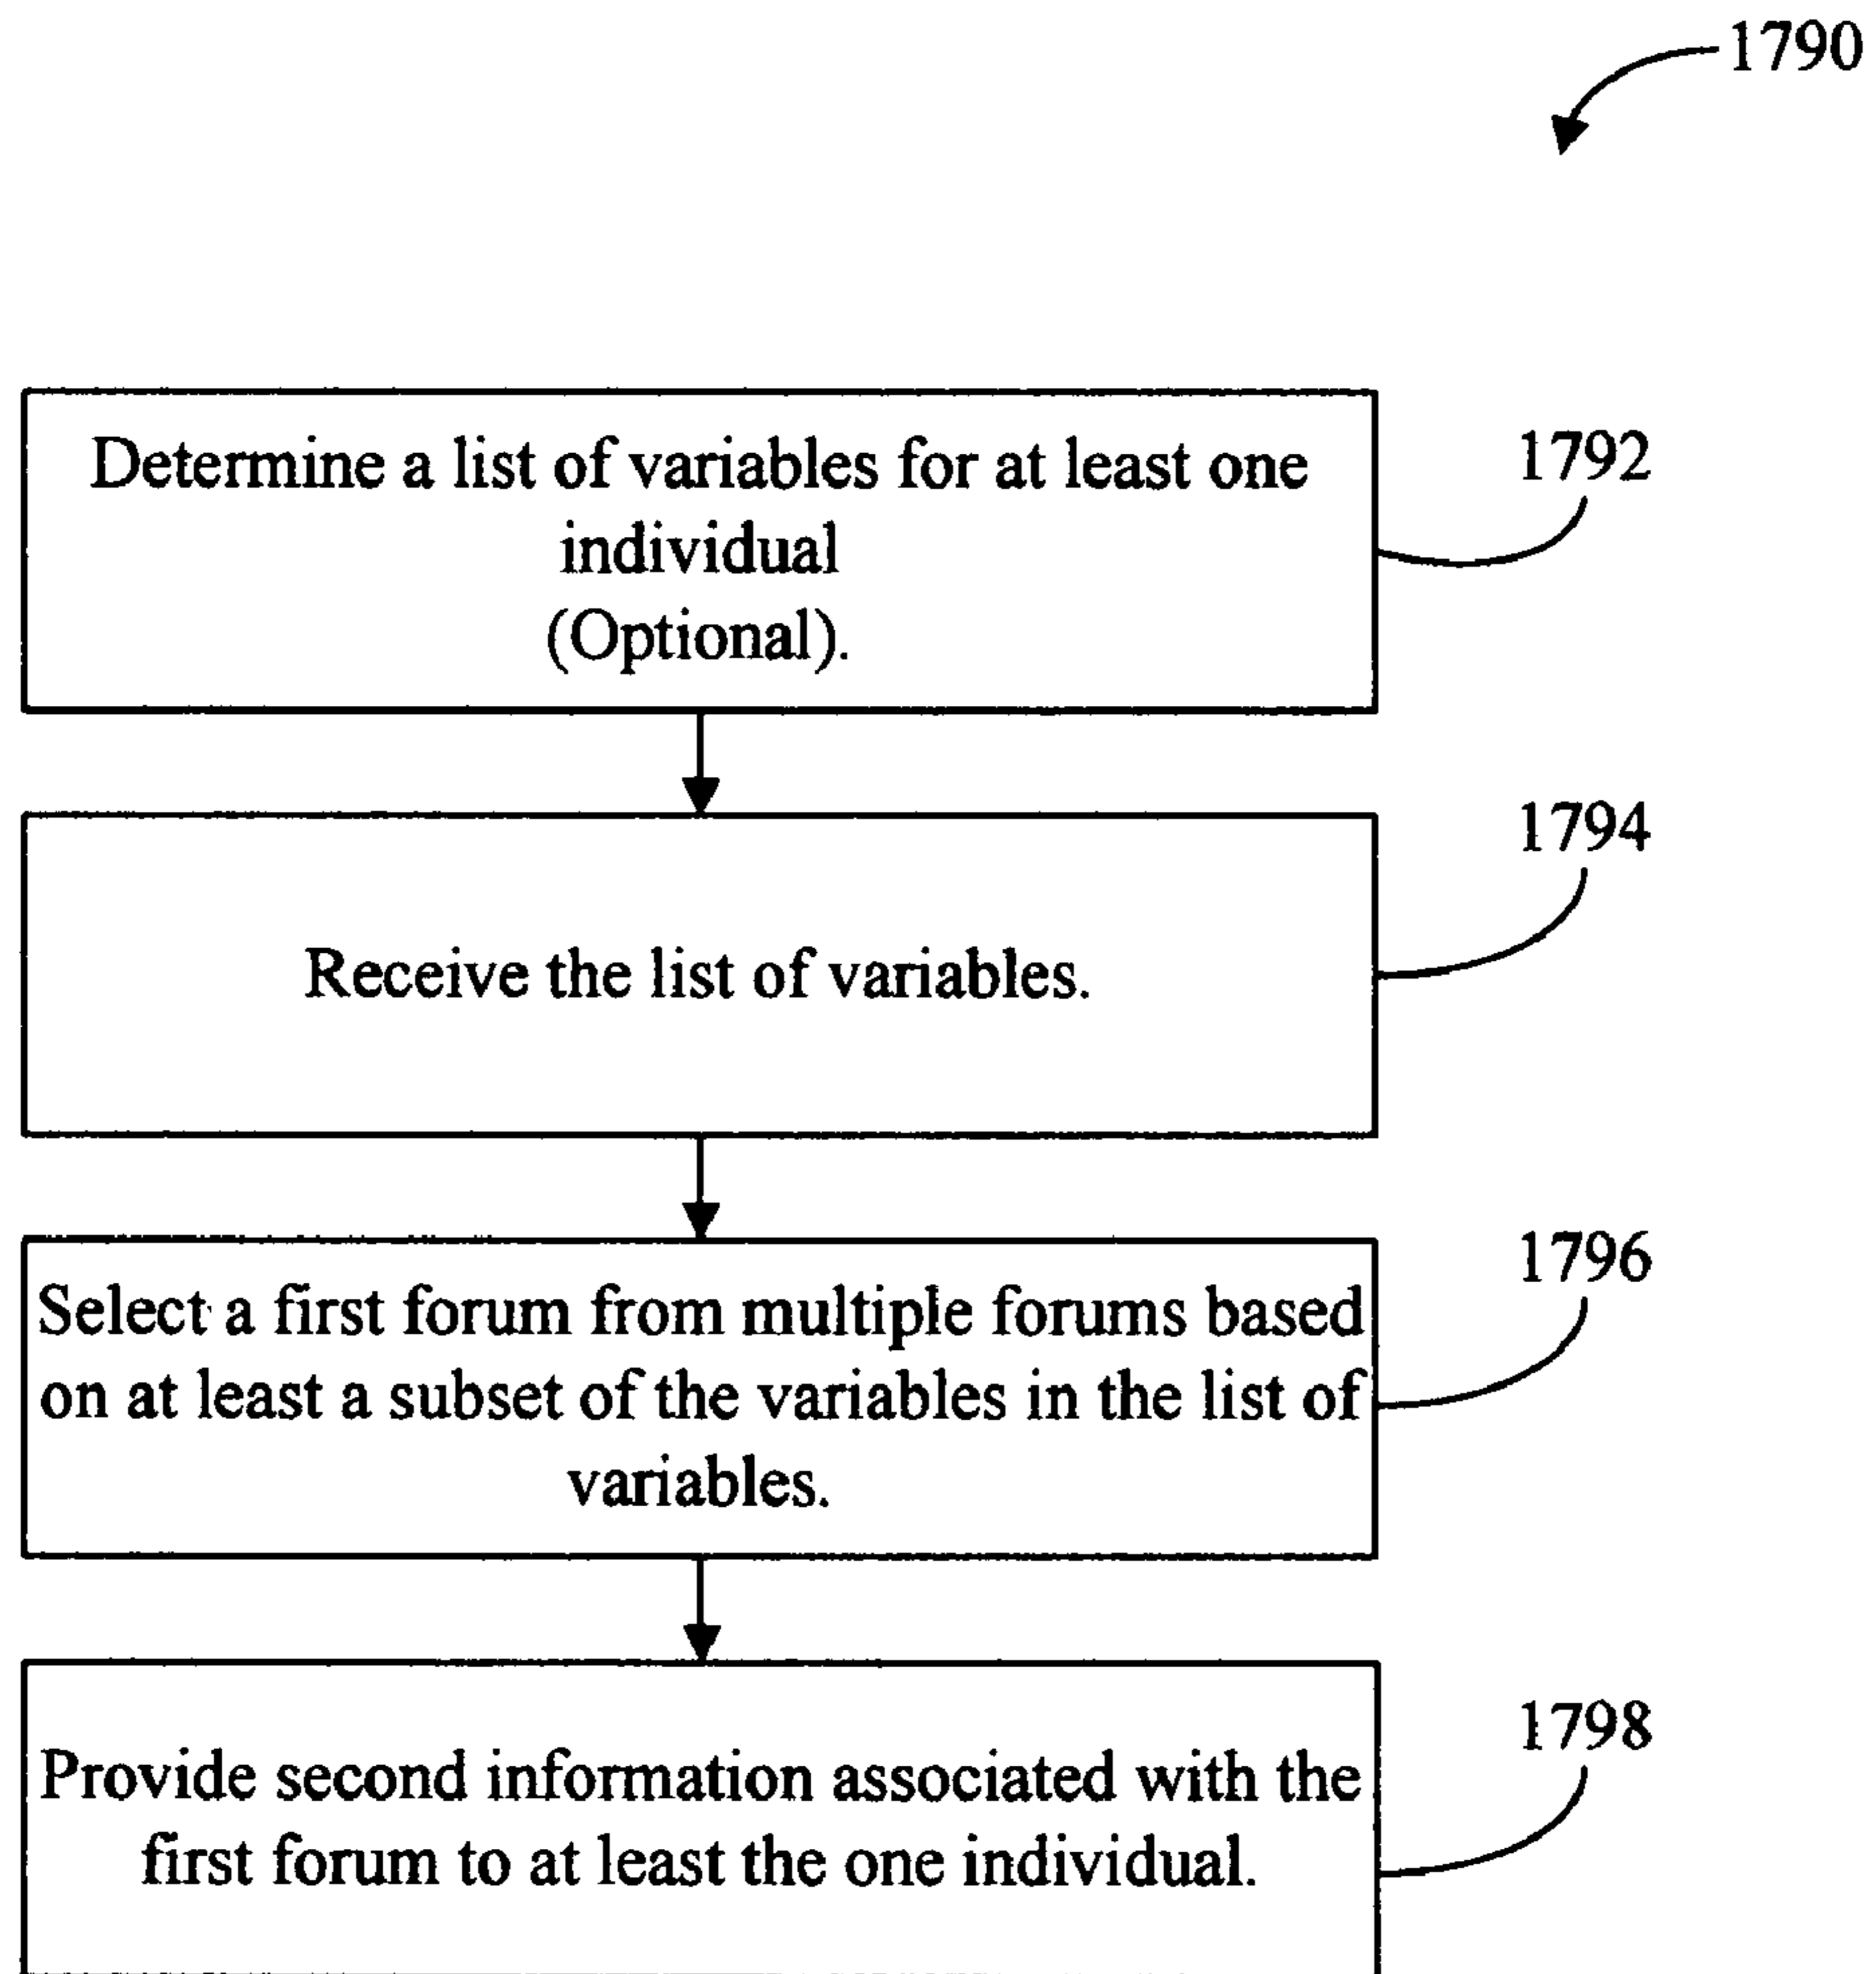 1790
Determine a list of variables for at least one
individual
(Optional).
1792
Receive the list of variables.
1794
Select a first forum from multiple forums based
on at least a subset of the variables in the list of
variables.
1796
Provide second information associated with the
first forum to at least the one individual.
1798